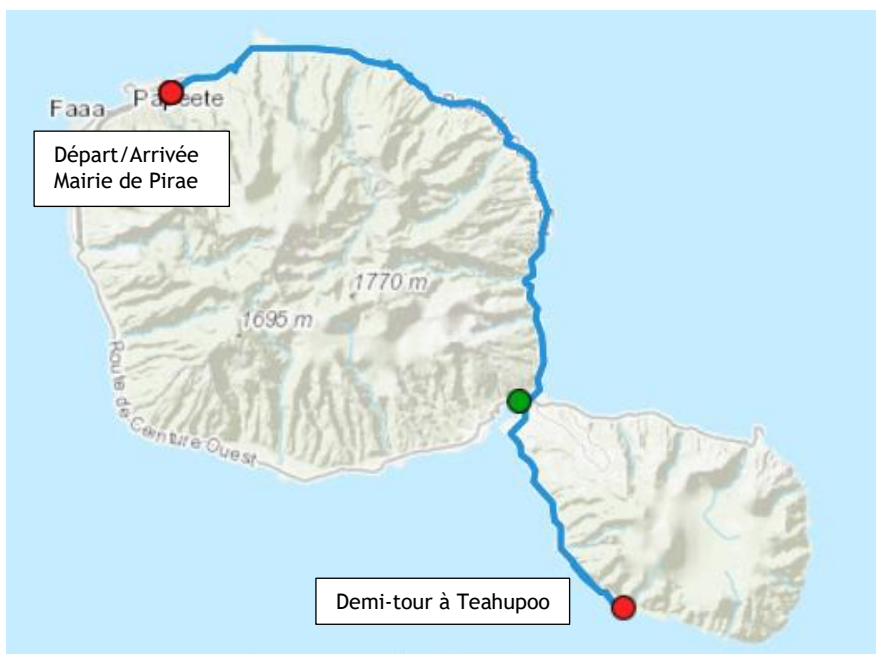 Faaa
Papeete
Départ/Arrivée
Mairie de Pirae
1770 m
1695 m
Route de Ceinture Ouest
Demi-tour à Teahupoo